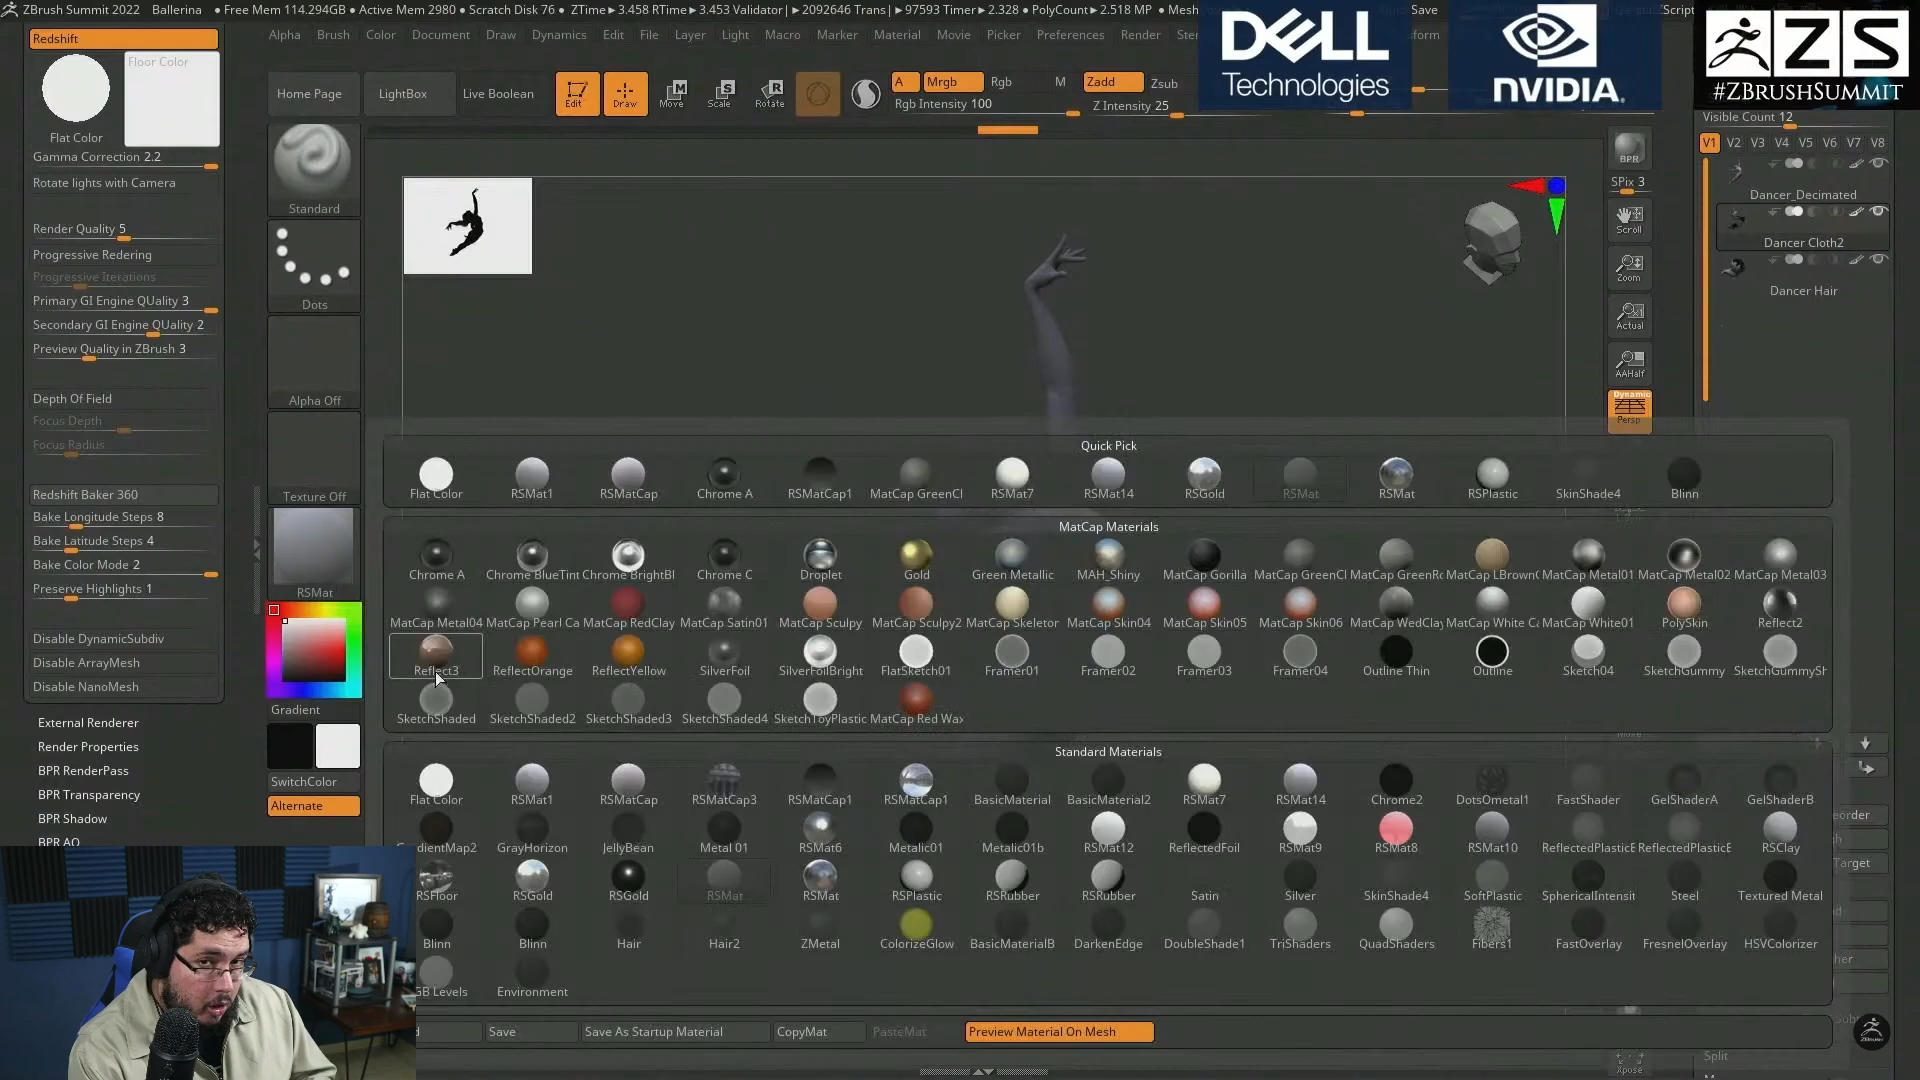 ZBrush Summit 2022 Ballerina ● Free Mem 114.294GB ● Active Mem 2980 ● Scratch Disk 76 ● ZTime►3.458 RTime►3.453 Validator|►2092646 Trans|►97593 Timer►2.328 ● PolyCount►2.518 MP ● Mesh
Save
Script
Alpha Brush Color Document Draw Dynamics Edit File Layer Light Macro Marker Material Movie Picker Preferences Render
DELL
Technologies
NVIDIA
ZS
#ZBRUSHSUMMIT
Redshift
Floor Color
Flat Color
Gamma Correction 2.2
Rotate lights with Camera
Render Quality 5
Progressive Redering
Progressive Iterations
Primary GI Engine QUality 3
Secondary GI Engine QUality 2
Preview Quality in ZBrush 3
Depth Of Field
Focus Depth
Focus Radius
Redshift Baker 360
Bake Longitude Steps 8
Bake Latitude Steps 4
Bake Color Mode 2
Preserve Highlights 1
Disable DynamicSubdiv
Disable ArrayMesh
Disable NanoMesh
External Renderer
Render Properties
BPR RenderPass
BPR Transparency
BPR Shadow
BPR AO
Home Page LightBox Live Boolean Edit Draw Move Scale Rotate
A Mrgb Rgb M Zadd Zsub
Rgb Intensity 100 Z Intensity 25
Standard
Dots
Alpha Off
Texture Off
RSMat
Gradient
SwitchColor
Alternate
BPR
SPix 3
Scroll
Zoom
Actual
AAHalf
Dynamic
Persp
Visible Count 12
V1 V2 V3 V4 V5 V6 V7 V8
Dancer_Decimated
Dancer Cloth2
Dancer Hair
Quick Pick
Flat Color RSMat1 RSMatCap Chrome A RSMatCap1 MatCap GreenCl RSMat7 RSMat14 RSGold RSMat RSMat RSPlastic SkinShade4 Blinn
MatCap Materials
Chrome A Chrome BlueTint Chrome BrightBl Chrome C Droplet Gold Green Metallic MAH_Shiny MatCap Gorilla MatCap GreenCl MatCap GreenRo MatCap LBrownC MatCap Metal01 MatCap Metal02 MatCap Metal03
MatCap Metal04 MatCap Pearl Ca MatCap RedClay MatCap Satin01 MatCap Sculpy MatCap Sculpy2 MatCap Skeletor MatCap Skin04 MatCap Skin05 MatCap Skin06 MatCap WedClay MatCap White Ca MatCap White01 PolySkin Reflect2
Reflect3 ReflectOrange ReflectYellow SilverFoil SilverFoilBright FlatSketch01 Framer01 Framer02 Framer03 Framer04 Outline Thin Outline Sketch04 SketchGummy SketchGummySh
SketchShaded SketchShaded2 SketchShaded3 SketchShaded4 SketchToyPlastic MatCap Red Wax
Standard Materials
Flat Color RSMat1 RSMatCap RSMatCap3 RSMatCap1 RSMatCap1 BasicMaterial BasicMaterial2 RSMat7 RSMat14 Chrome2 DotsOmetal1 FastShader GelShaderA GelShaderB
GradientMap2 GrayHorizon JellyBean Metal 01 RSMat6 Metalic01 Metalic01b RSMat12 ReflectedFoil RSMat9 RSMat8 RSMat10 ReflectedPlasticE ReflectedPlasticE RSClay
RSFloor RSGold RSGold RSMat RSMat RSPlastic RSRubber RSRubber Satin Silver SkinShade4 SoftPlastic SphericalIntensit Steel Textured Metal
Blinn Blinn Hair Hair2 ZMetal ColorizeGlow BasicMaterialB DarkenEdge DoubleShade1 TriShaders QuadShaders Fibers1 FastOverlay FresnelOverlay HSVColorizer
GB Levels Environment
Save Save As Startup Material CopyMat PasteMat Preview Material On Mesh
Target
Split
Xpose